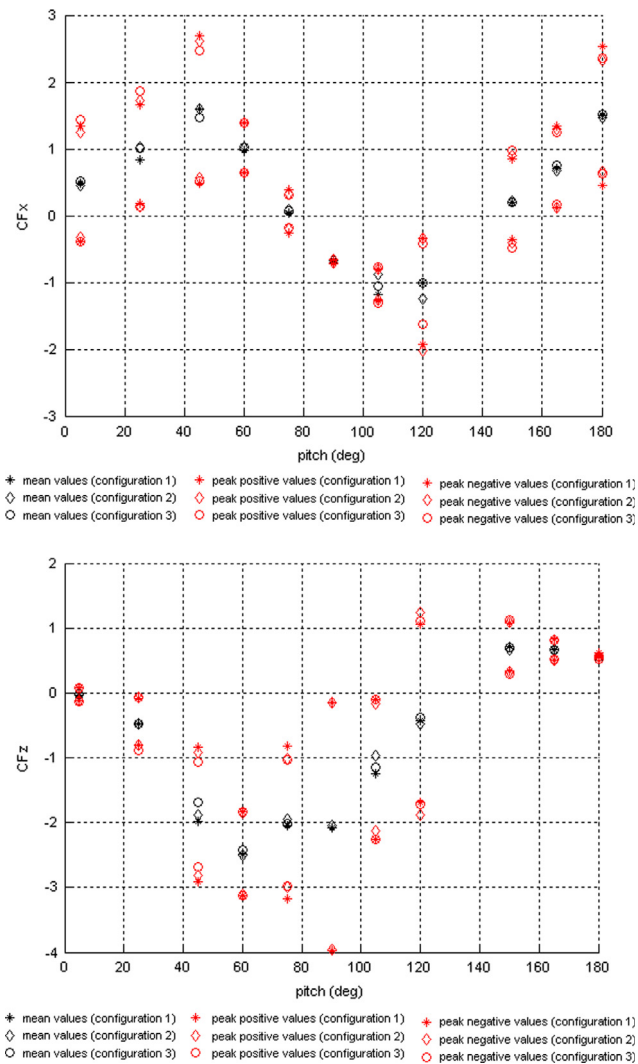 3
2
1
0
-1
-2
-3
CFx
0 20 40 60 80 100 120 140 160 180
pitch (deg)
mean values (configuration 1) peak positive values (configuration 1) peak negative values (configuration 1)
mean values (configuration 2) peak positive values (configuration 2) peak negative values (configuration 2)
mean values (configuration 3) peak positive values (configuration 3) peak negative values (configuration 3)
2
1
0
-1
-2
-3
-4
CFz
0 20 40 60 80 100 120 140 160 180
pitch (deg)
mean values (configuration 1) peak positive values (configuration 1) peak negative values (configuration 1)
mean values (configuration 2) peak positive values (configuration 2) peak negative values (configuration 2)
mean values (configuration 3) peak positive values (configuration 3) peak negative values (configuration 3)